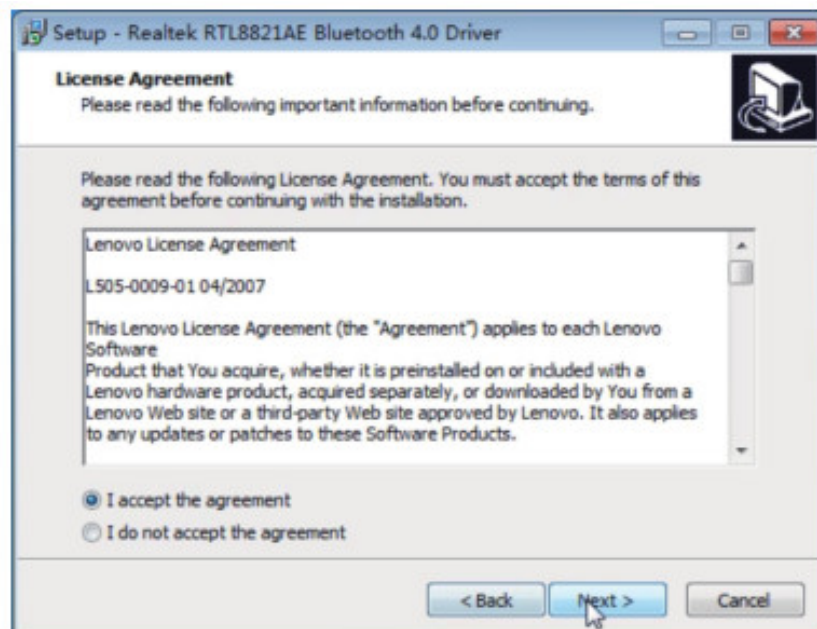 Setup - Realtek RTL8821AE Bluetooth 4.0 Driver
License Agreement
Please read the following important information before continuing.
Please read the following License Agreement. You must accept the terms of this
agreement before continuing with the installation.
Lenovo License Agreement
L505-0009-01 04/2007
This Lenovo License Agreement (the "Agreement") applies to each Lenovo
Software
Product that You acquire, whether it is preinstalled on or included with a
Lenovo hardware product, acquired separately, or downloaded by You from a
Lenovo Web site or a third-party Web site approved by Lenovo. It also applies
to any updates or patches to these Software Products.
I accept the agreement
I do not accept the agreement
< Back
Next >
Cancel